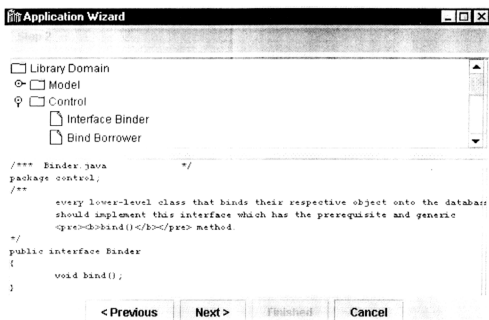 Application Wizard
Step 2
Library Domain
Model
Control
Interface Binder
Bind Borrower
/*** Binder.java */
package control;
/**
every lower-level class that binds their respective object onto the databas
should implement this interface which has the prerequisite and generic
<pre><b>bind()</b></pre> method.
*/
public interface Binder
{
void bind();
}
< Previous Next > Finished Cancel